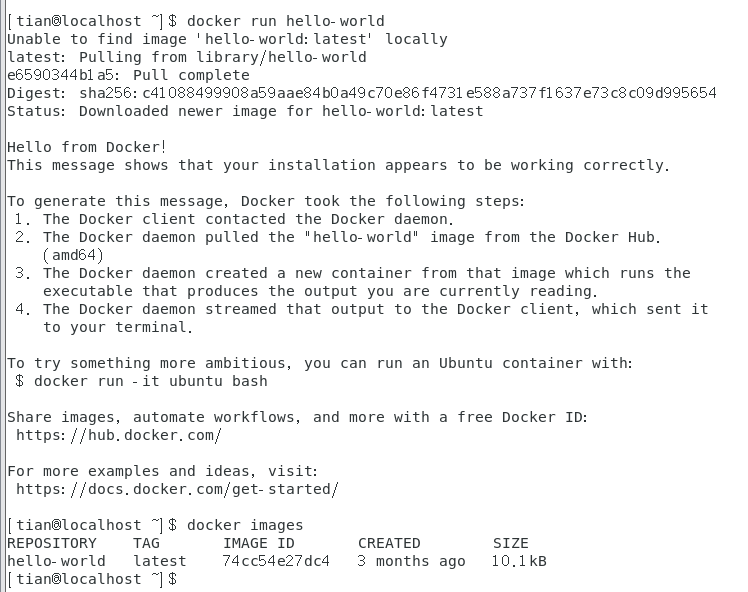 [tian@localhost ~]$ docker run hello-world
Unable to find image 'hello-world:latest' locally
latest: Pulling from library/hello-world
e6590344b1a5: Pull complete
Digest: sha256:c41088499908a59aae84b0a49c70e86f4731e588a737f1637e73c8c09d995654
Status: Downloaded newer image for hello-world:latest

Hello from Docker!
This message shows that your installation appears to be working correctly.

To generate this message, Docker took the following steps:
 1. The Docker client contacted the Docker daemon.
 2. The Docker daemon pulled the "hello-world" image from the Docker Hub.
    (amd64)
 3. The Docker daemon created a new container from that image which runs the
    executable that produces the output you are currently reading.
 4. The Docker daemon streamed that output to the Docker client, which sent it
    to your terminal.

To try something more ambitious, you can run an Ubuntu container with:
 $ docker run -it ubuntu bash

Share images, automate workflows, and more with a free Docker ID:
 https://hub.docker.com/

For more examples and ideas, visit:
 https://docs.docker.com/get-started/

[tian@localhost ~]$ docker images
REPOSITORY    TAG       IMAGE ID       CREATED        SIZE
hello-world   latest    74cc54e27dc4   3 months ago   10.1kB
[tian@localhost ~]$